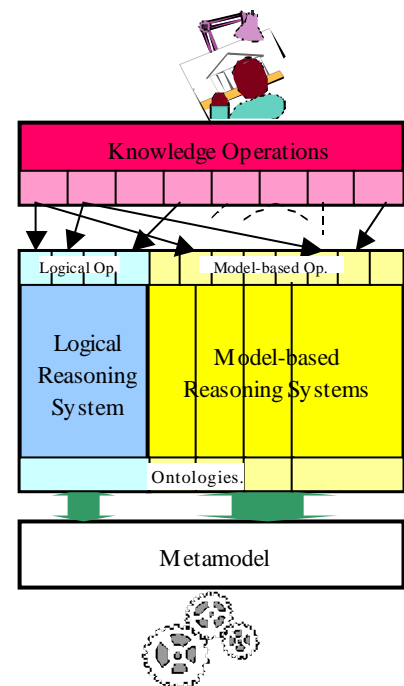 Knowledge Operations
Logical Op.
Model-based Op.
Logical
Reasoning
System
Model-based
Reasoning Systems
Ontologies.
Metamodel